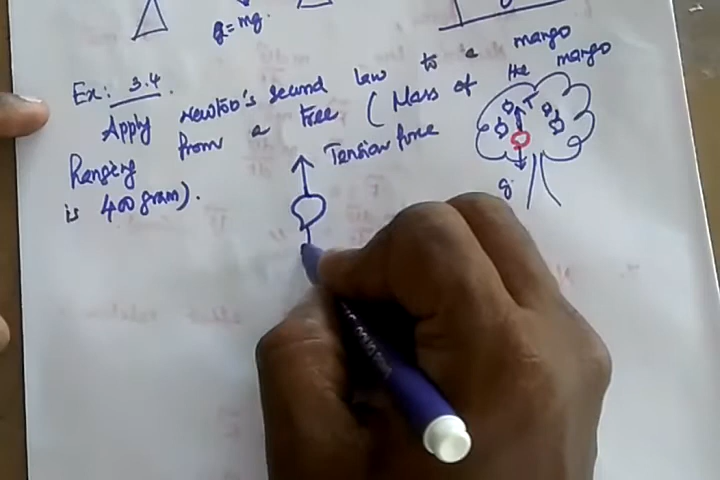 g=mg.
Ex: 3.4.
Apply Newton's second law to a mango
Hanging from a tree (Mass of the mango
is 400 gram).
Tension force
T
g